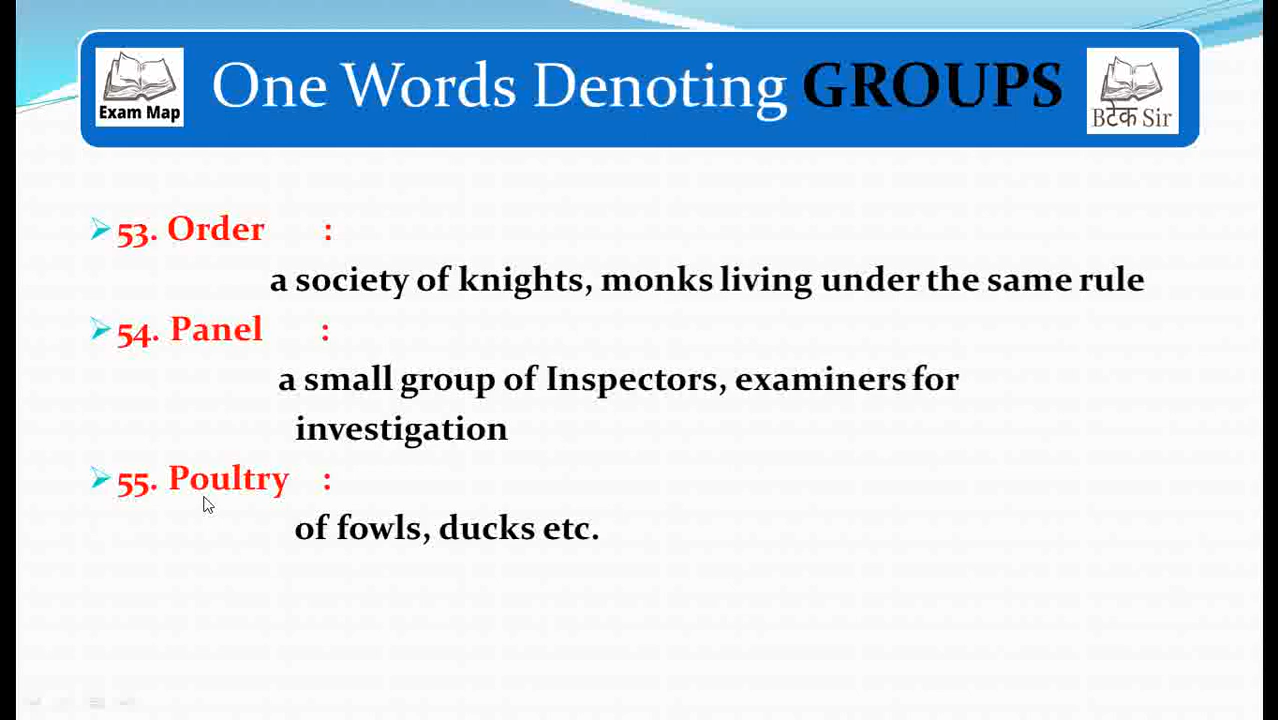 One Words Denoting GROUPS
Exam Map
Bटेक Sir
53. Order :
a society of knights, monks living under the same rule
54. Panel :
a small group of Inspectors, examiners for
investigation
55. Poultry :
of fowls, ducks etc.